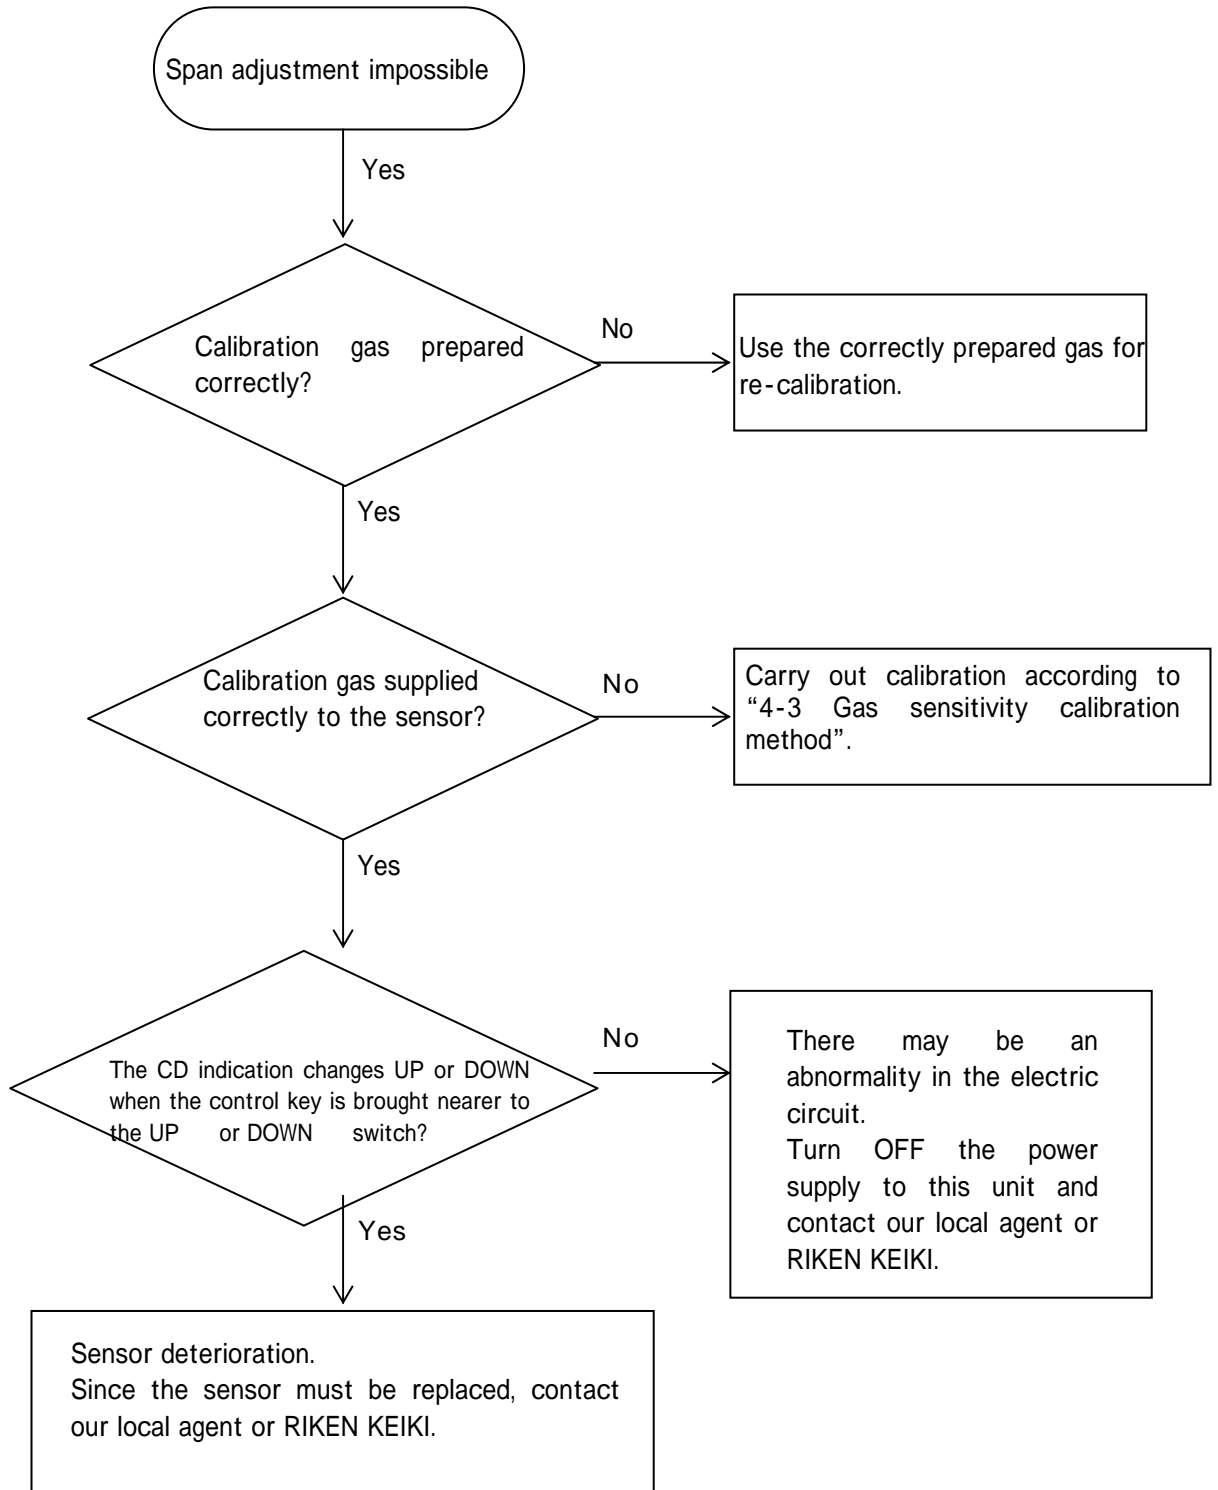 Span adjustment impossible
Yes
Calibration gas prepared
correctly?
No
Use the correctly prepared gas for
re-calibration.
Yes
Calibration gas supplied
correctly to the sensor?
No
Carry out calibration according to
“4-3 Gas sensitivity calibration
method”.
Yes
The CD indication changes UP or DOWN
when the control key is brought nearer to
the UP or DOWN switch?
No
There may be an
abnormality in the electric
circuit.
Turn OFF the power
supply to this unit and
contact our local agent or
RIKEN KEIKI.
Yes
Sensor deterioration.
Since the sensor must be replaced, contact
our local agent or RIKEN KEIKI.